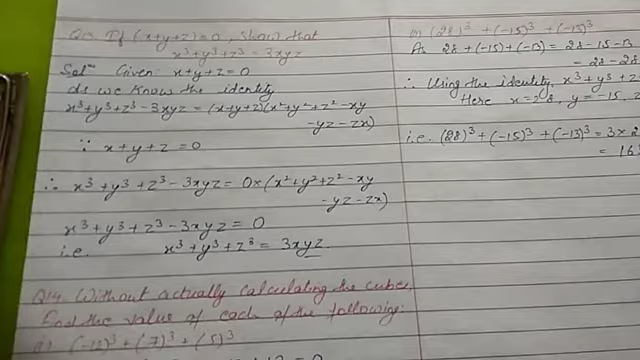 Q13. If (x+y+z)=0, show that
x³+y³+z³ = 3xyz
Solⁿ Given: x+y+z=0
As we know the identity
x³+y³+z³-3xyz = (x+y+z)(x²+y²+z²-xy
-yz-zx)
∵ x+y+z=0
∴ x³+y³+z³-3xyz = 0×(x²+y²+z²-xy
-yz-zx)
x³+y³+z³-3xyz = 0
i.e. x³+y³+z³ = 3xyz
Q14. Without actually calculating the cubes,
find the value of each of the following:
(-12)³+(7)³+(5)³
(28)³+(-15)³+(-13)³
As 28+(-15)+(-13) = 28-15-13
= 28-28
∴ Using the identity, x³+y³+z
Here x=28, y=-15, z
i.e. (28)³+(-15)³+(-13)³ = 3×2
= 16